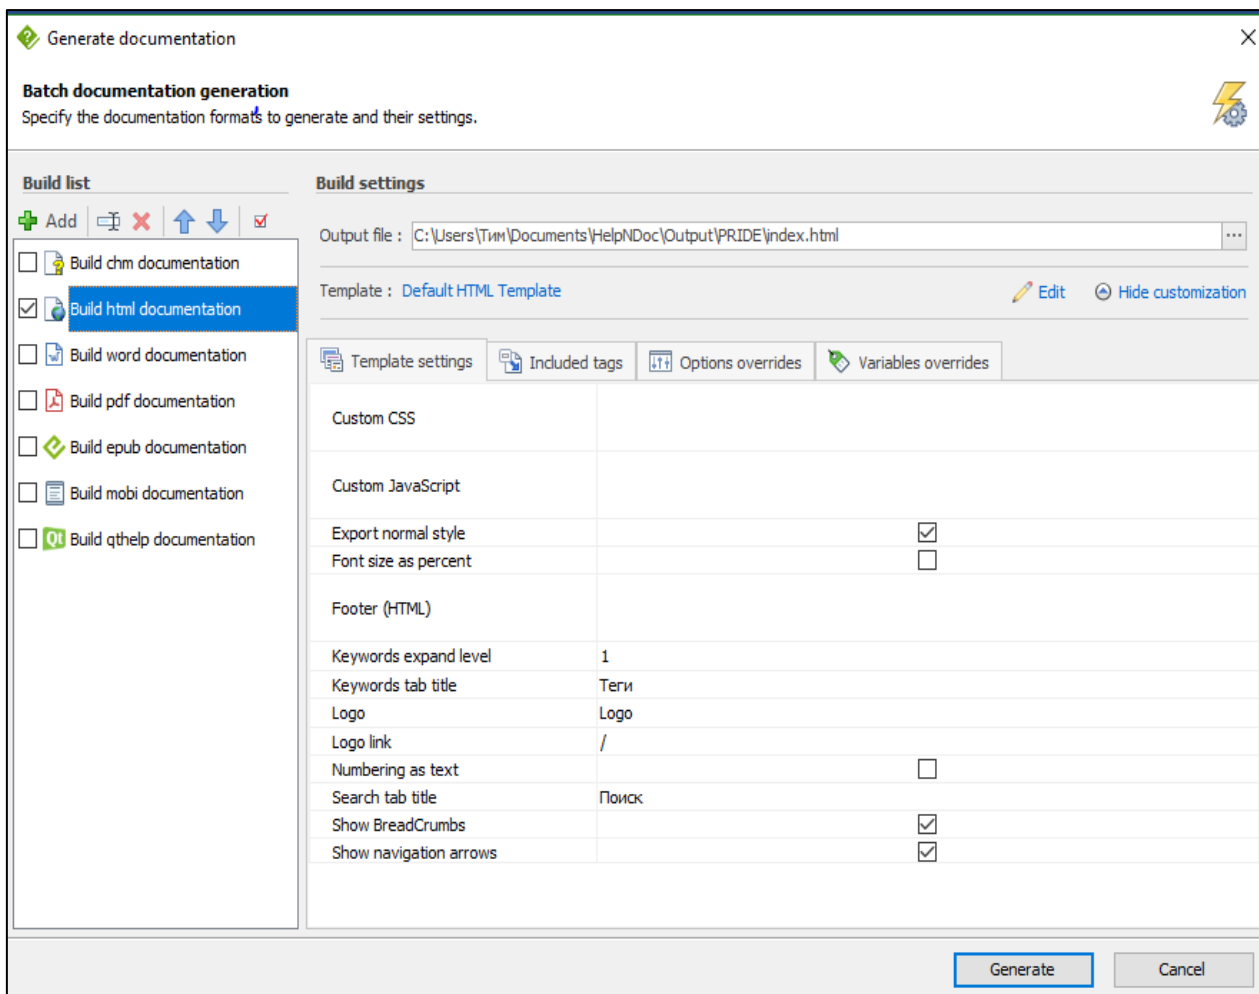 Generate documentation
Batch documentation generation
Specify the documentation formats to generate and their settings.
Build list
Add
Build chm documentation
Build html documentation
Build word documentation
Build pdf documentation
Build epub documentation
Build mobi documentation
Qt Build qthelp documentation
Build settings
Output file : C:\Users\Тим\Documents\HelpNDoc\Output\PRIDE\index.html ...
Template : Default HTML Template Edit Hide customization
Template settings Included tags Options overrides Variables overrides
Custom CSS
Custom JavaScript
Export normal style
Font size as percent
Footer (HTML)
Keywords expand level 1
Keywords tab title Теги
Logo Logo
Logo link /
Numbering as text
Search tab title Поиск
Show BreadCrumbs
Show navigation arrows
Generate Cancel